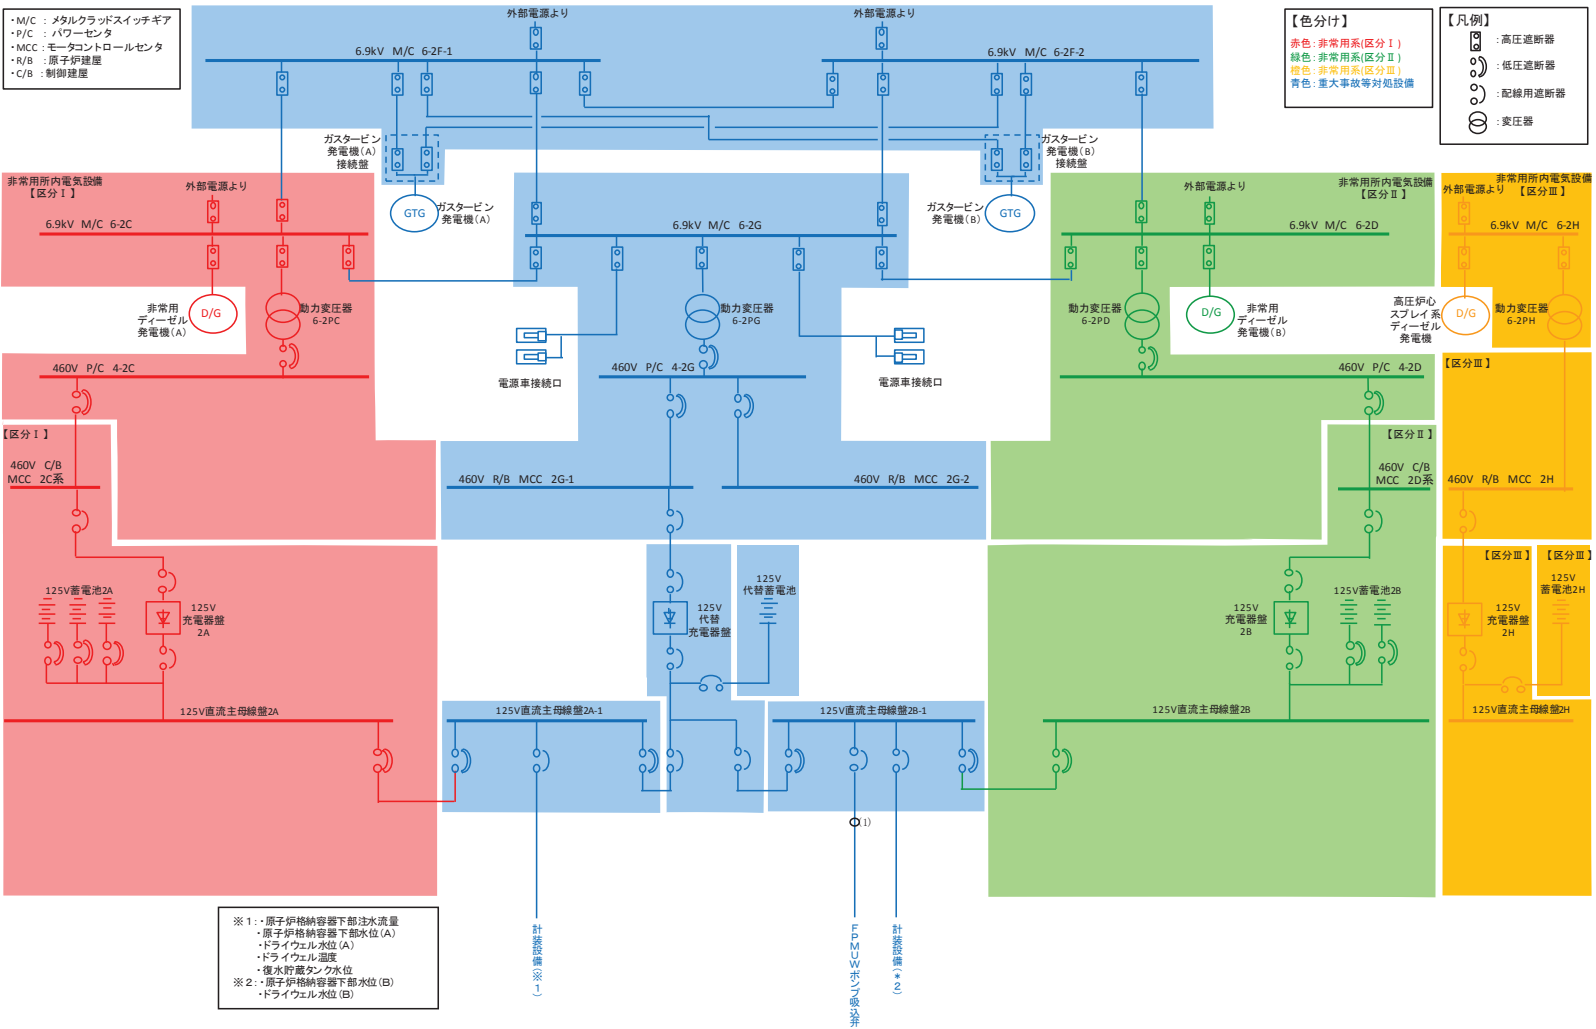 ・M/C ：メタルクラッドスイッチギア
・P/C ：パワーセンタ
・MCC：モータコントロールセンタ
・R/B ：原子炉建屋
・C/B ：制御建屋
外部電源より
外部電源より
6.9kV M/C 6-2F-1
6.9kV M/C 6-2F-2
【色分け】
赤色：非常用系(区分Ⅰ)
緑色：非常用系(区分Ⅱ)
橙色：非常用系(区分Ⅲ)
青色：重大事故等対処設備
【凡例】
：高圧遮断器
：低圧遮断器
：配線用遮断器
：変圧器
ガスタービン
発電機(A)
接続盤
ガスタービン
発電機(B)
接続盤
GTG
ガスタービン
発電機(A)
ガスタービン
発電機(B)
GTG
非常用所内電気設備
【区分Ⅰ】
外部電源より
6.9kV M/C 6-2C
6.9kV M/C 6-2G
外部電源より
非常用所内電気設備
【区分Ⅱ】
6.9kV M/C 6-2D
非常用所内電気設備
【区分Ⅲ】
外部電源より
6.9kV M/C 6-2H
非常用
ディーゼル
発電機(A)
D/G
動力変圧器
6-2PC
動力変圧器
6-2PG
動力変圧器
6-2PD
D/G
非常用
ディーゼル
発電機(B)
高圧炉心
スプレイ系
ディーゼル
発電機
D/G
動力変圧器
6-2PH
電源車接続口
電源車接続口
460V P/C 4-2C
460V P/C 4-2G
460V P/C 4-2D
【区分Ⅲ】
【区分Ⅰ】
460V C/B
MCC 2C系
460V R/B MCC 2G-1
460V R/B MCC 2G-2
【区分Ⅱ】
460V C/B
MCC 2D系
460V R/B MCC 2H
【区分Ⅲ】
【区分Ⅲ】
125V蓄電池2A
125V
充電器盤
2A
125V
代替
充電器盤
125V
代替蓄電池
125V
充電器盤
2B
125V蓄電池2B
125V
充電器盤
2H
125V
蓄電池2H
125V直流主母線盤2A
125V直流主母線盤2A-1
125V直流主母線盤2B-1
125V直流主母線盤2B
125V直流主母線盤2H
(1)
※1：・原子炉格納容器下部注水流量
・原子炉格納容器下部水位(A)
・ドライウェル水位(A)
・ドライウェル温度
・復水貯蔵タンク水位
※2：・原子炉格納容器下部水位(B)
・ドライウェル水位(B)
計装設備(※1)
FPMUWポンプ吸込弁
計装設備(*2)